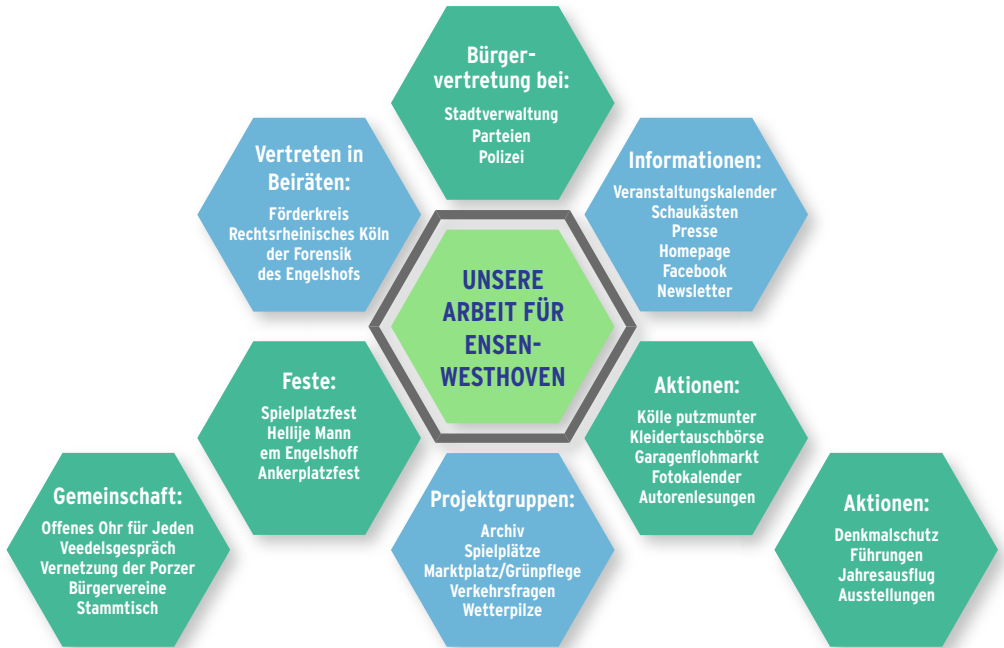 Bürger-
vertretung bei:
Stadtverwaltung
Parteien
Polizei
Vertreten in
Beiräten:
Förderkreis
Rechtsrheinisches Köln
der Forensik
des Engelshofs
Informationen:
Veranstaltungskalender
Schaukästen
Presse
Homepage
Facebook
Newsletter
UNSERE
ARBEIT FÜR
ENSEN-
WESTHOVEN
Feste:
Spielplatzfest
Hellije Mann
em Engelshoff
Ankerplatzfest
Aktionen:
Kölle putzmunter
Kleidertauschbörse
Garagenflohmarkt
Fotokalender
Autorenlesungen
Gemeinschaft:
Offenes Ohr für Jeden
Veedelsgespräch
Vernetzung der Porzer
Bürgervereine
Stammtisch
Projektgruppen:
Archiv
Spielplätze
Marktplatz/Grünpflege
Verkehrsfragen
Wetterpilze
Aktionen:
Denkmalschutz
Führungen
Jahresausflug
Ausstellungen